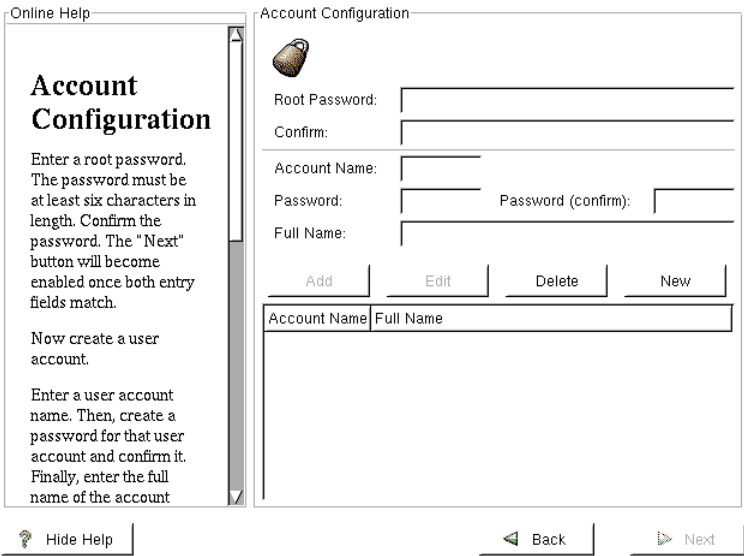 Online Help
Account
Configuration
Enter a root password.
The password must be
at least six characters in
length. Confirm the
password. The "Next"
button will become
enabled once both entry
fields match.
Now create a user
account.
Enter a user account
name. Then, create a
password for that user
account and confirm it.
Finally, enter the full
name of the account
Hide Help
Account Configuration
Root Password:
Confirm:
Account Name:
Password: Password (confirm):
Full Name:
Add Edit Delete New
Account Name Full Name
Back Next